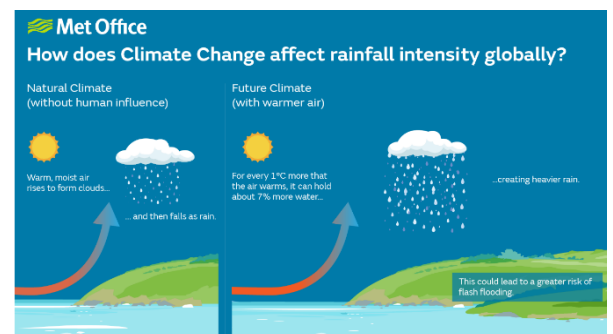 Met Office
How does Climate Change affect rainfall intensity globally?
Natural Climate
(without human influence)
Warm, moist air
rises to form clouds...
... and then falls as rain.
Future Climate
(with warmer air)
For every 1°C more that
the air warms, it can hold
about 7% more water...
...creating heavier rain.
This could lead to a greater risk of
flash flooding.